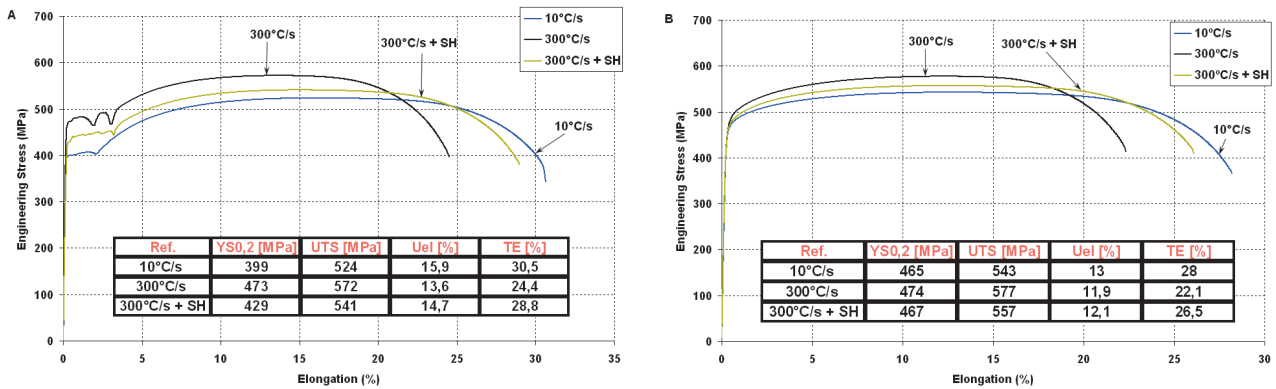 A
Engineering Stress (MPa)
700
600
500
400
300
200
100
0
0 5 10 15 20 25 30 35
Elongation (%)
10°C/s
300°C/s
300°C/s + SH
300°C/s
300°C/s + SH
10°C/s
Ref. YS0,2 [MPa] UTS [MPa] Uel [%] TE [%]
10°C/s 399 524 15,9 30,5
300°C/s 473 572 13,6 24,4
300°C/s + SH 429 541 14,7 28,8
B
Engineering Stress (MPa)
700
600
500
400
300
200
100
0
0 5 10 15 20 25 30
Elongation (%)
10°C/s
300°C/s
300°C/s + SH
300°C/s
300°C/s + SH
10°C/s
Ref. YS0,2 [MPa] UTS [MPa] Uel [%] TE [%]
10°C/s 465 543 13 28
300°C/s 474 577 11,9 22,1
300°C/s + SH 467 557 12,1 26,5